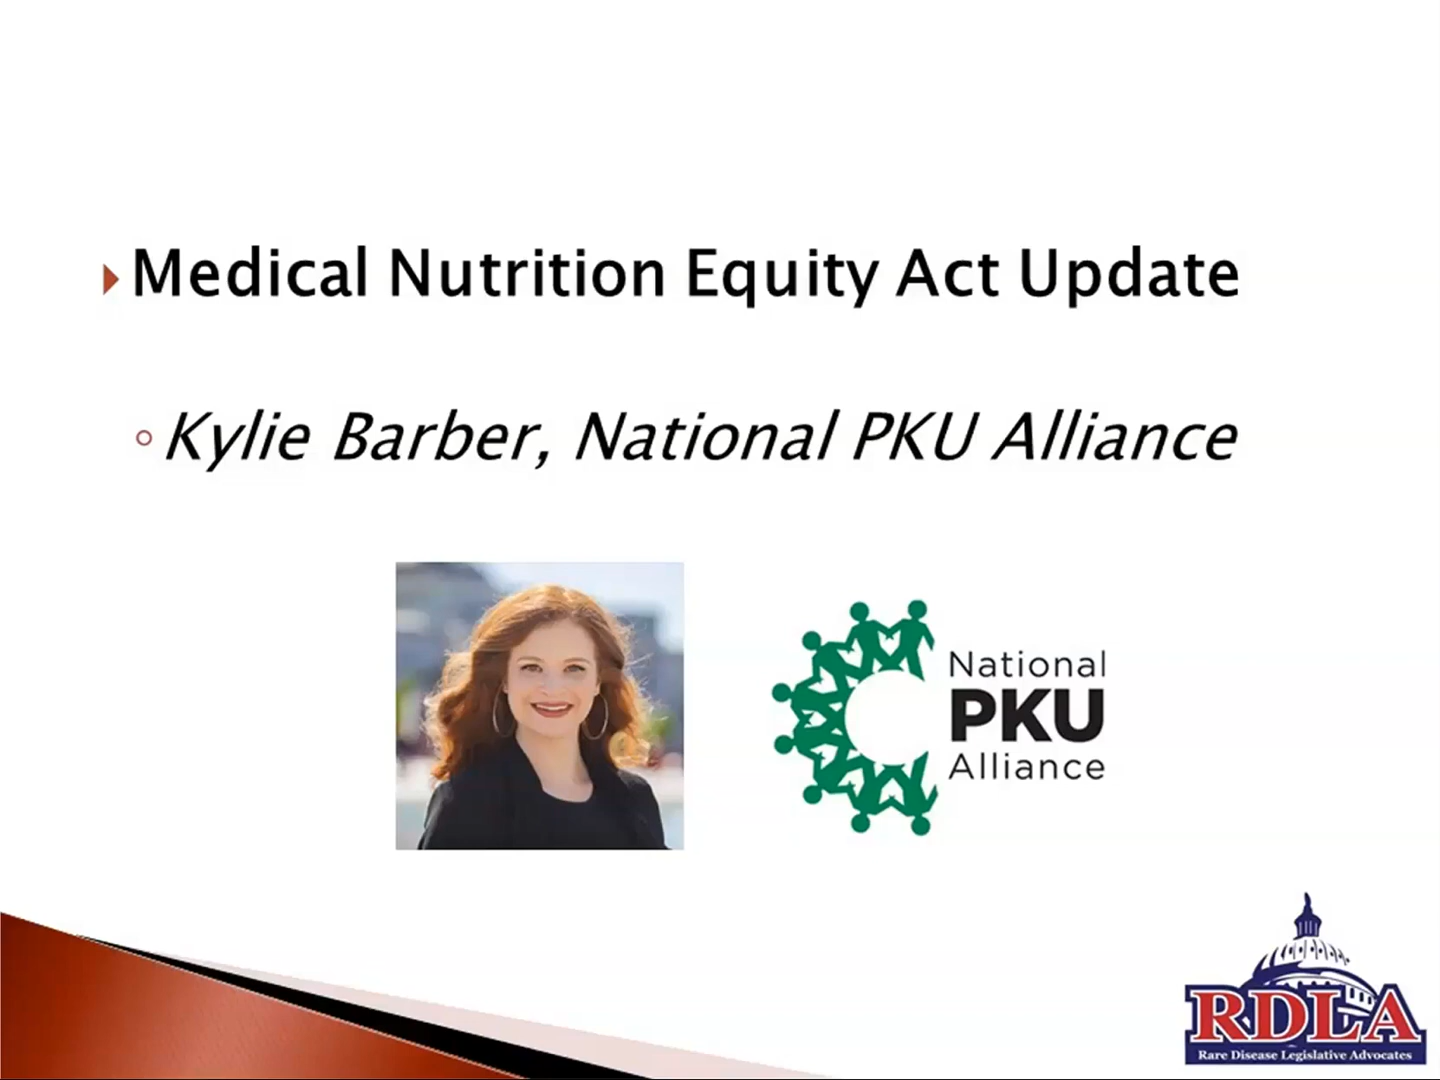 Medical Nutrition Equity Act Update
Kylie Barber, National PKU Alliance
National
PKU
Alliance
RDLA
Rare Disease Legislative Advocates